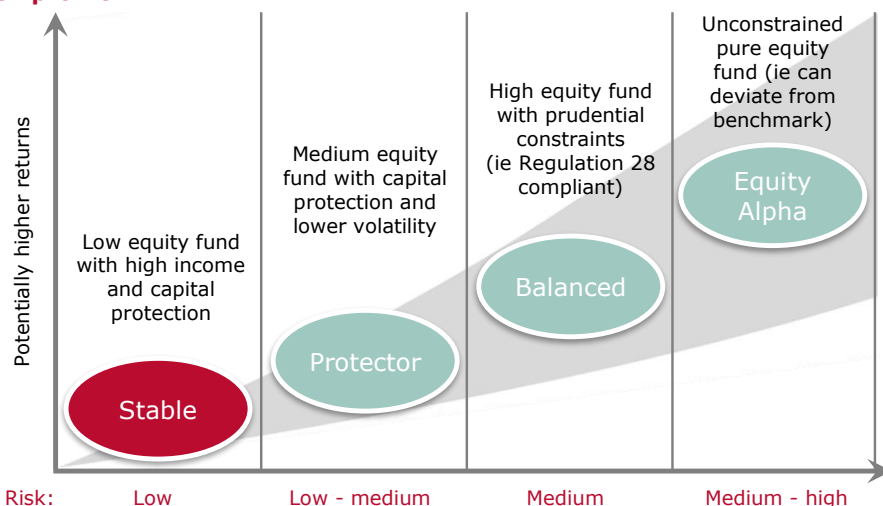 Potentially higher returns
Low equity fund
with high income
and capital
protection
Stable
Medium equity
fund with capital
protection and
lower volatility
Protector
High equity fund
with prudential
constraints
(ie Regulation 28
compliant)
Balanced
Unconstrained
pure equity
fund (ie can
deviate from
benchmark)
Equity
Alpha
Risk: Low Low - medium Medium Medium - high